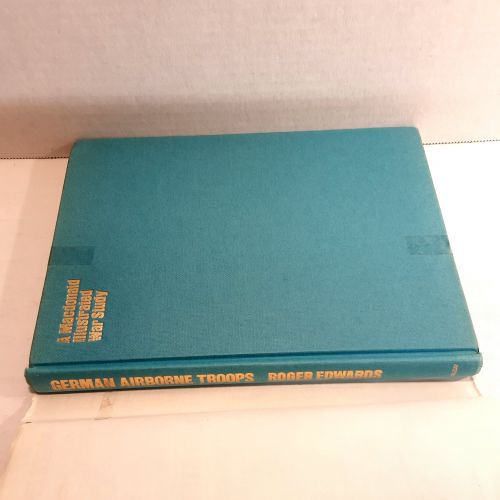 A Macdonald
Illustrated
War Study
GERMAN AIRBORNE TROOPS ROGER EDWARDS